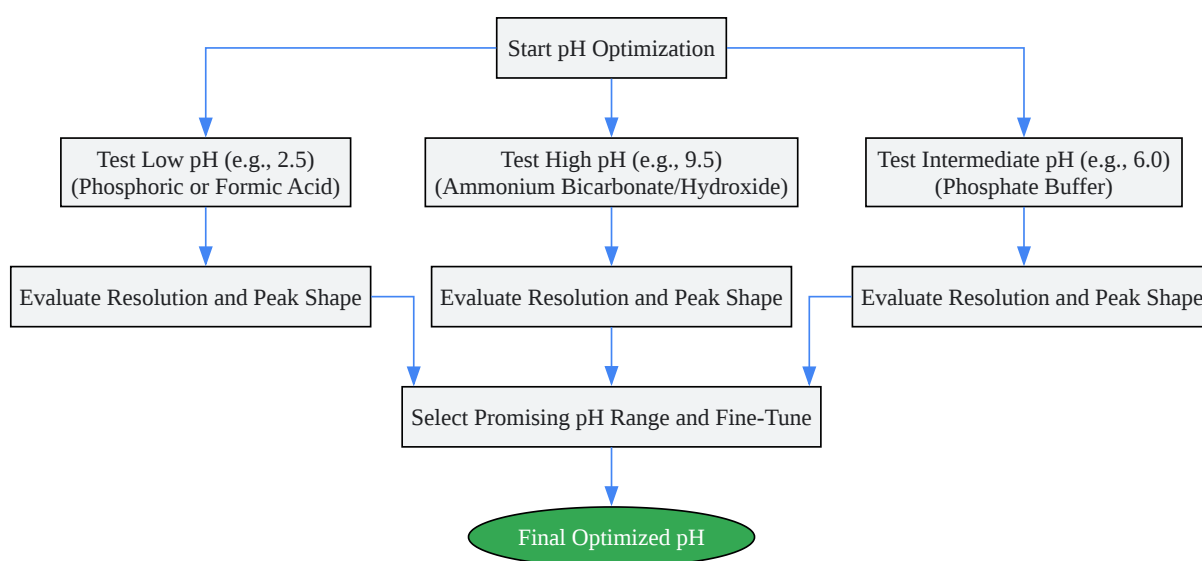 Start pH Optimization
Test Low pH (e.g., 2.5)
(Phosphoric or Formic Acid)
Test High pH (e.g., 9.5)
(Ammonium Bicarbonate/Hydroxide)
Test Intermediate pH (e.g., 6.0)
(Phosphate Buffer)
Evaluate Resolution and Peak Shape
Evaluate Resolution and Peak Shape
Evaluate Resolution and Peak Shape
Select Promising pH Range and Fine-Tune
Final Optimized pH